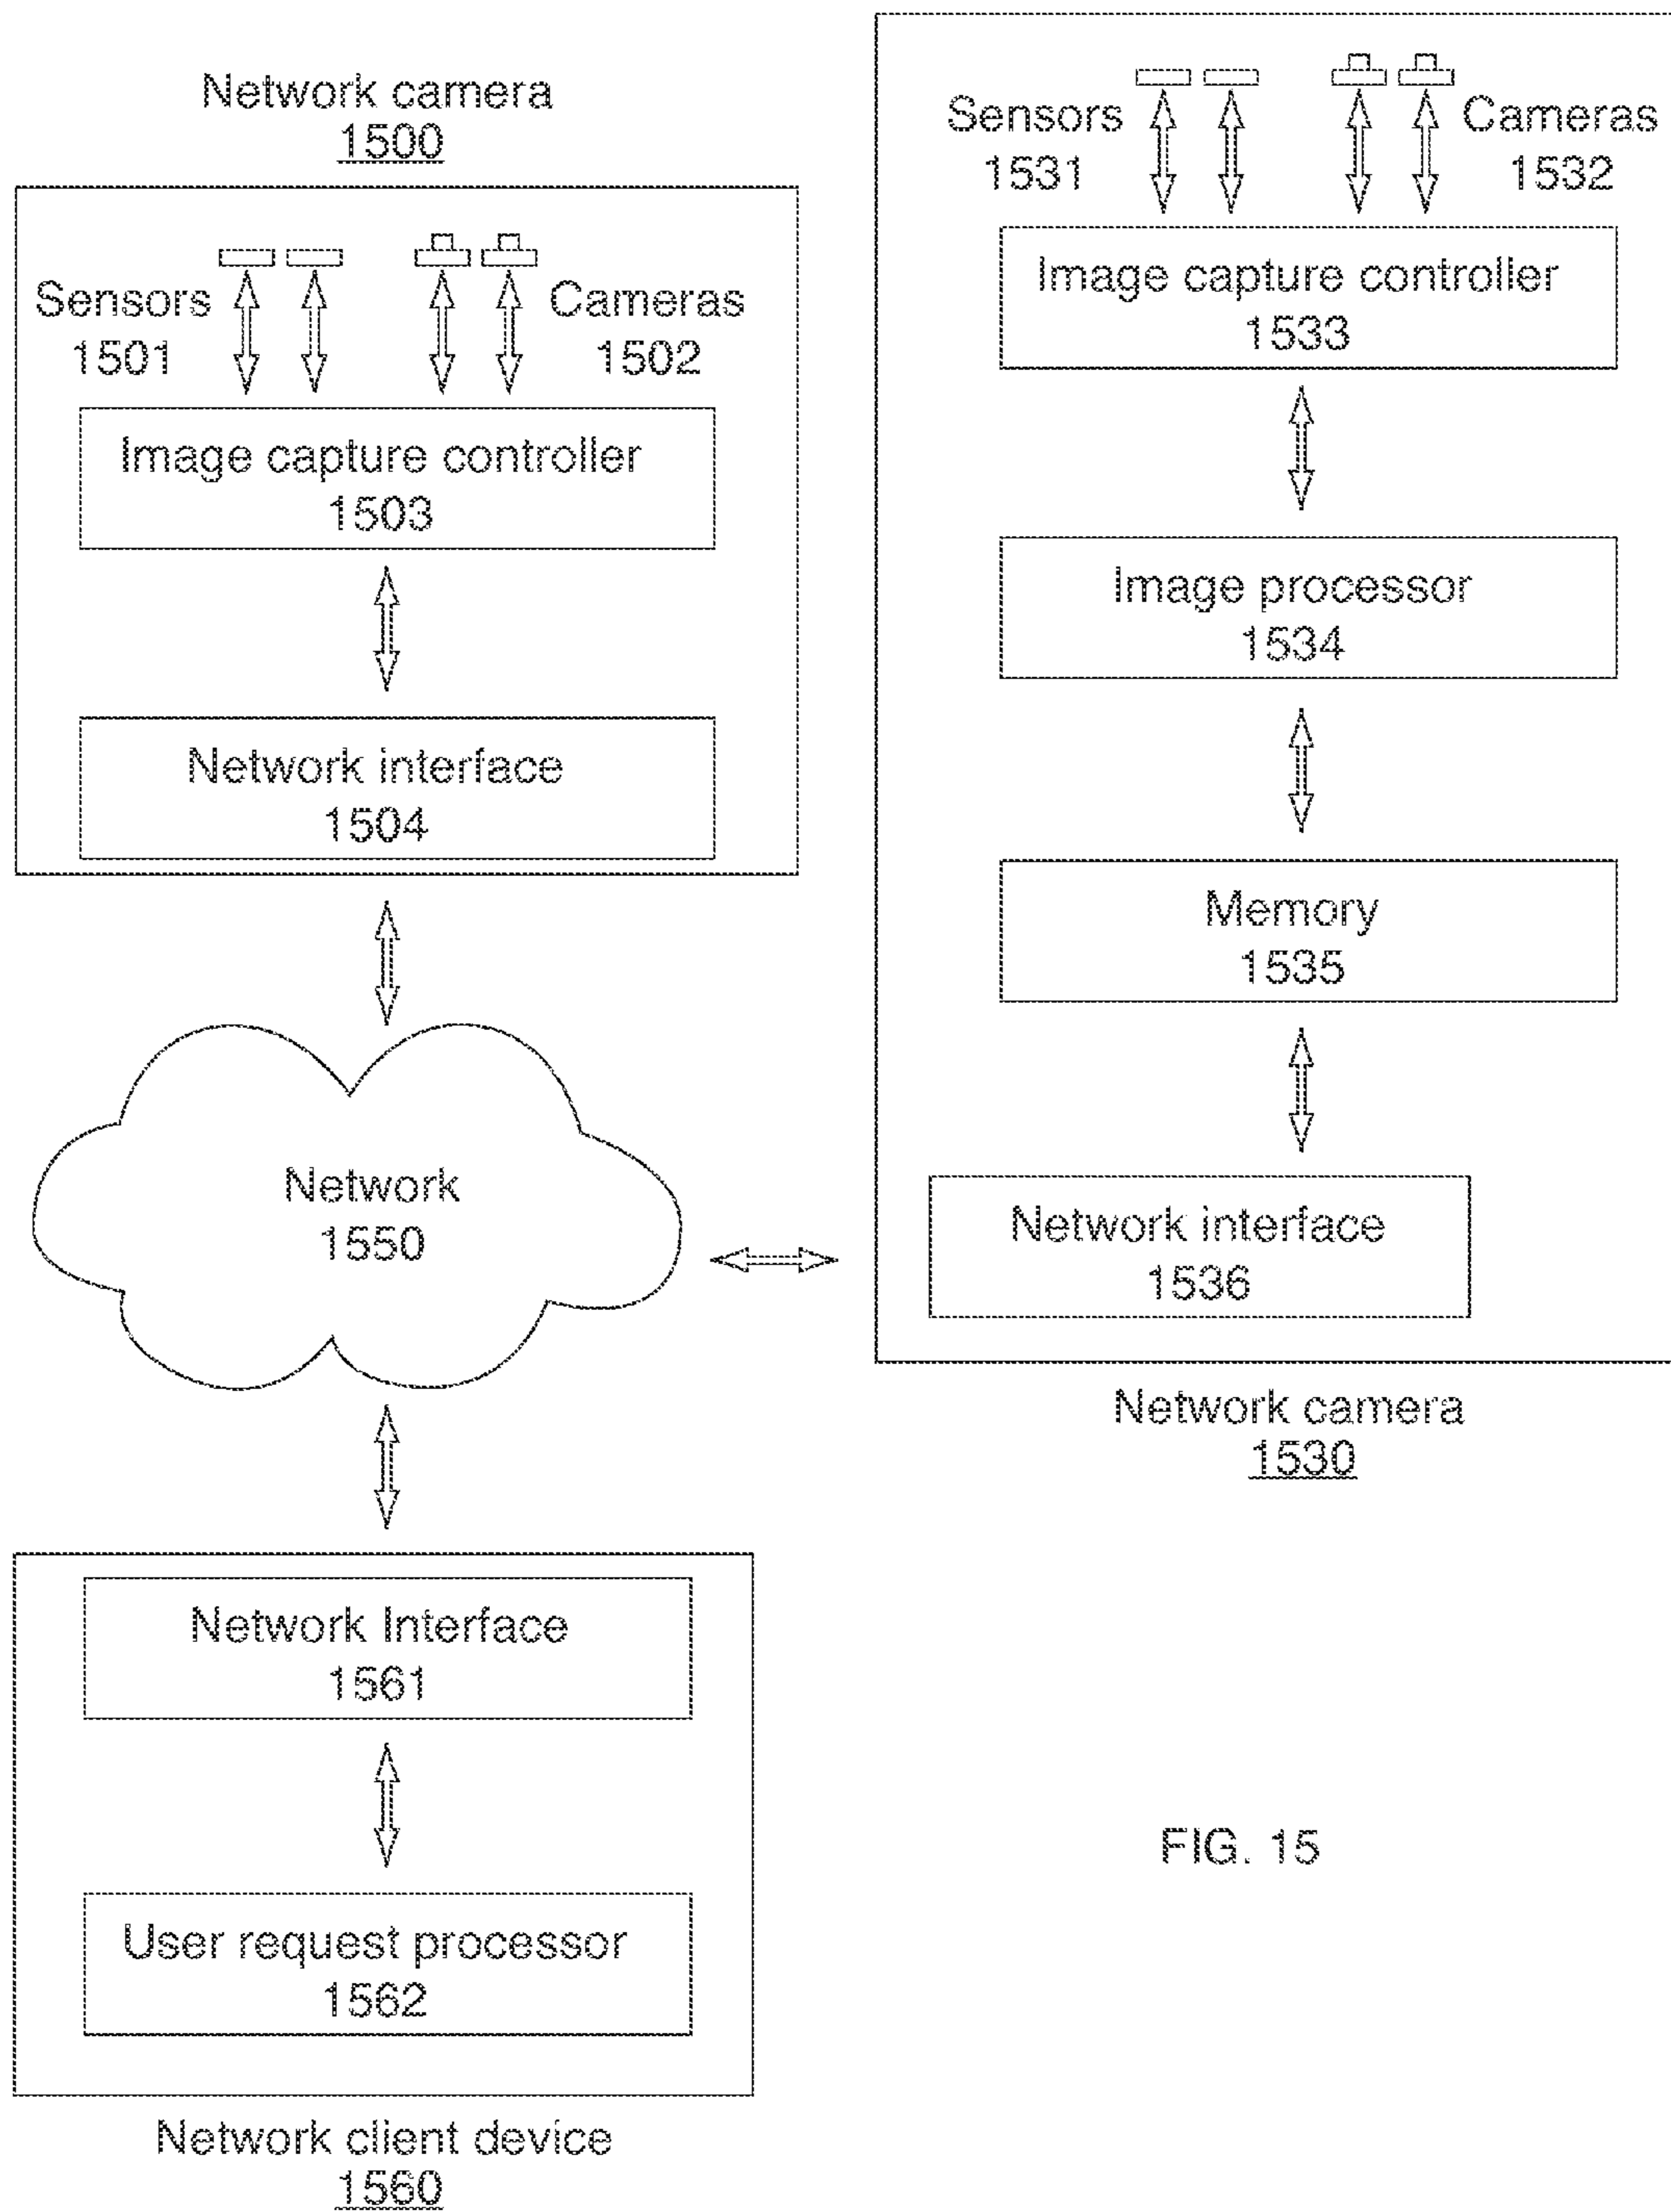 Network camera
1500
Sensors
1501
Cameras
1502
Image capture controller
1503
Network interface
1504
Network
1550
Network Interface
1561
User request processor
1562
Network client device
1560
Sensors
1531
Cameras
1532
Image capture controller
1533
Image processor
1534
Memory
1535
Network interface
1536
Network camera
1530
FIG. 15